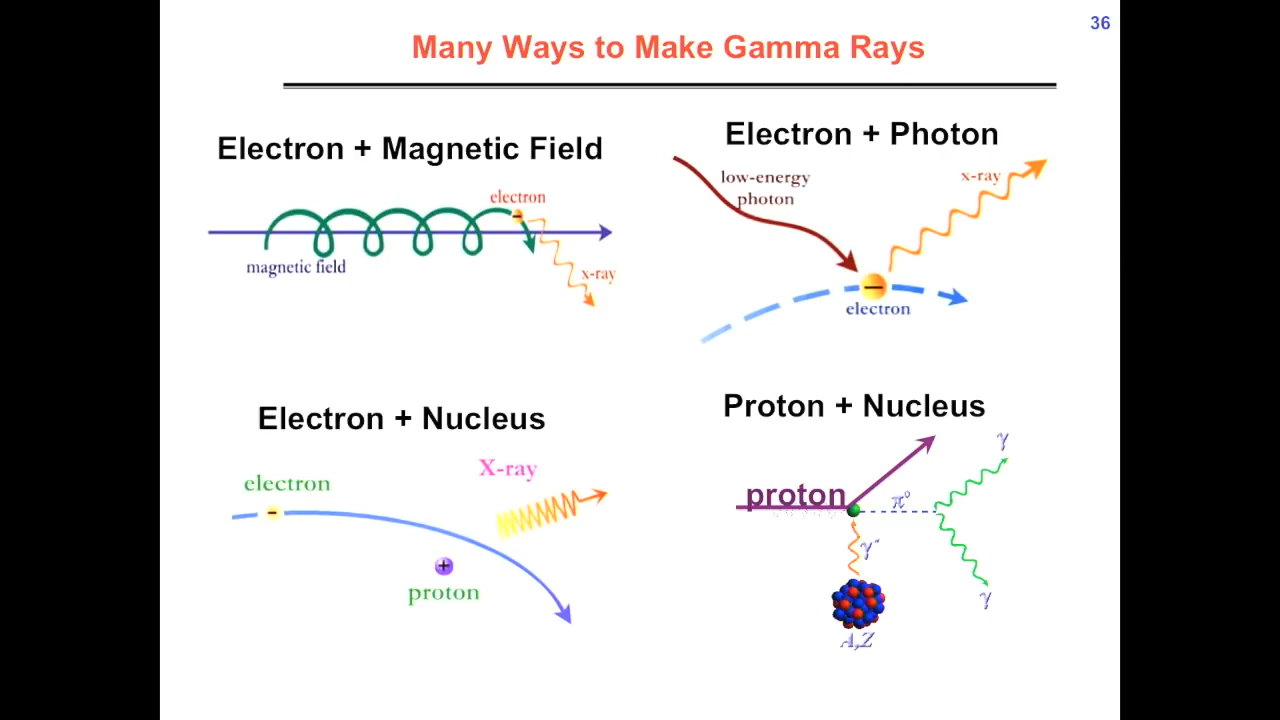 36
Many Ways to Make Gamma Rays
Electron + Magnetic Field
electron
magnetic field
x-ray
Electron + Photon
low-energy
photon
x-ray
electron
Electron + Nucleus
X-ray
electron
proton
Proton + Nucleus
proton
π⁰
γ
γ*
γ
A,Z